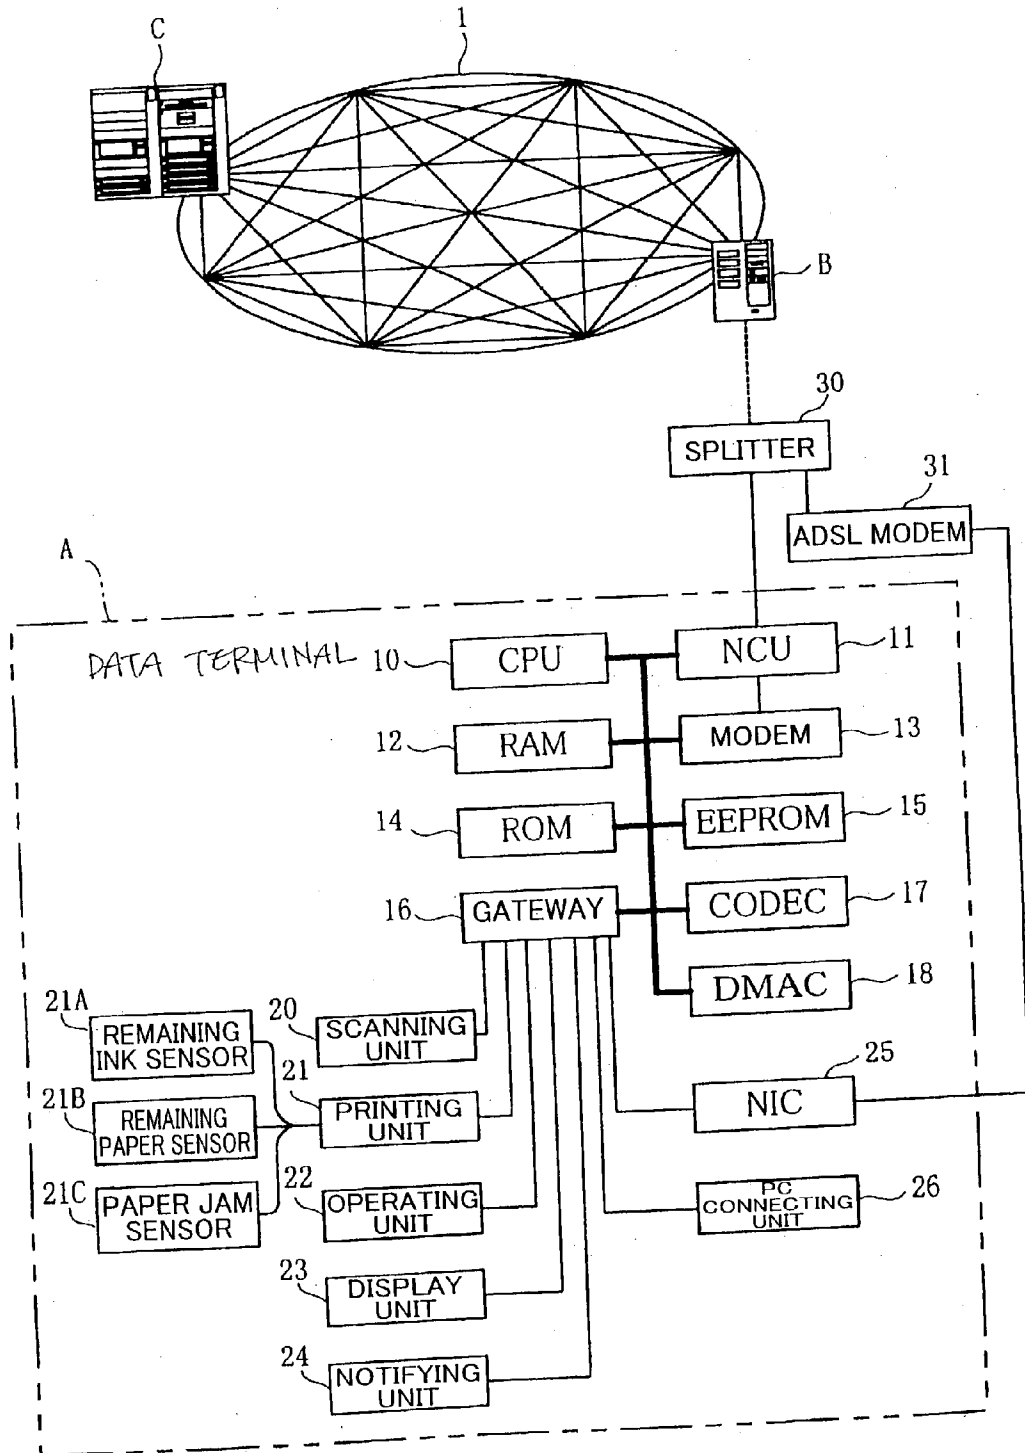 C
1
B
30
SPLITTER
31
ADSL MODEM
A
DATA TERMINAL
10
CPU
NCU
11
12
RAM
MODEM
13
14
ROM
EEPROM
15
16
GATEWAY
CODEC
17
DMAC
18
21A
REMAINING
INK SENSOR
20
SCANNING
UNIT
21B
REMAINING
PAPER SENSOR
21
PRINTING
UNIT
25
NIC
21C
PAPER JAM
SENSOR
22
OPERATING
UNIT
PC
CONNECTING
UNIT
26
23
DISPLAY
UNIT
24
NOTIFYING
UNIT